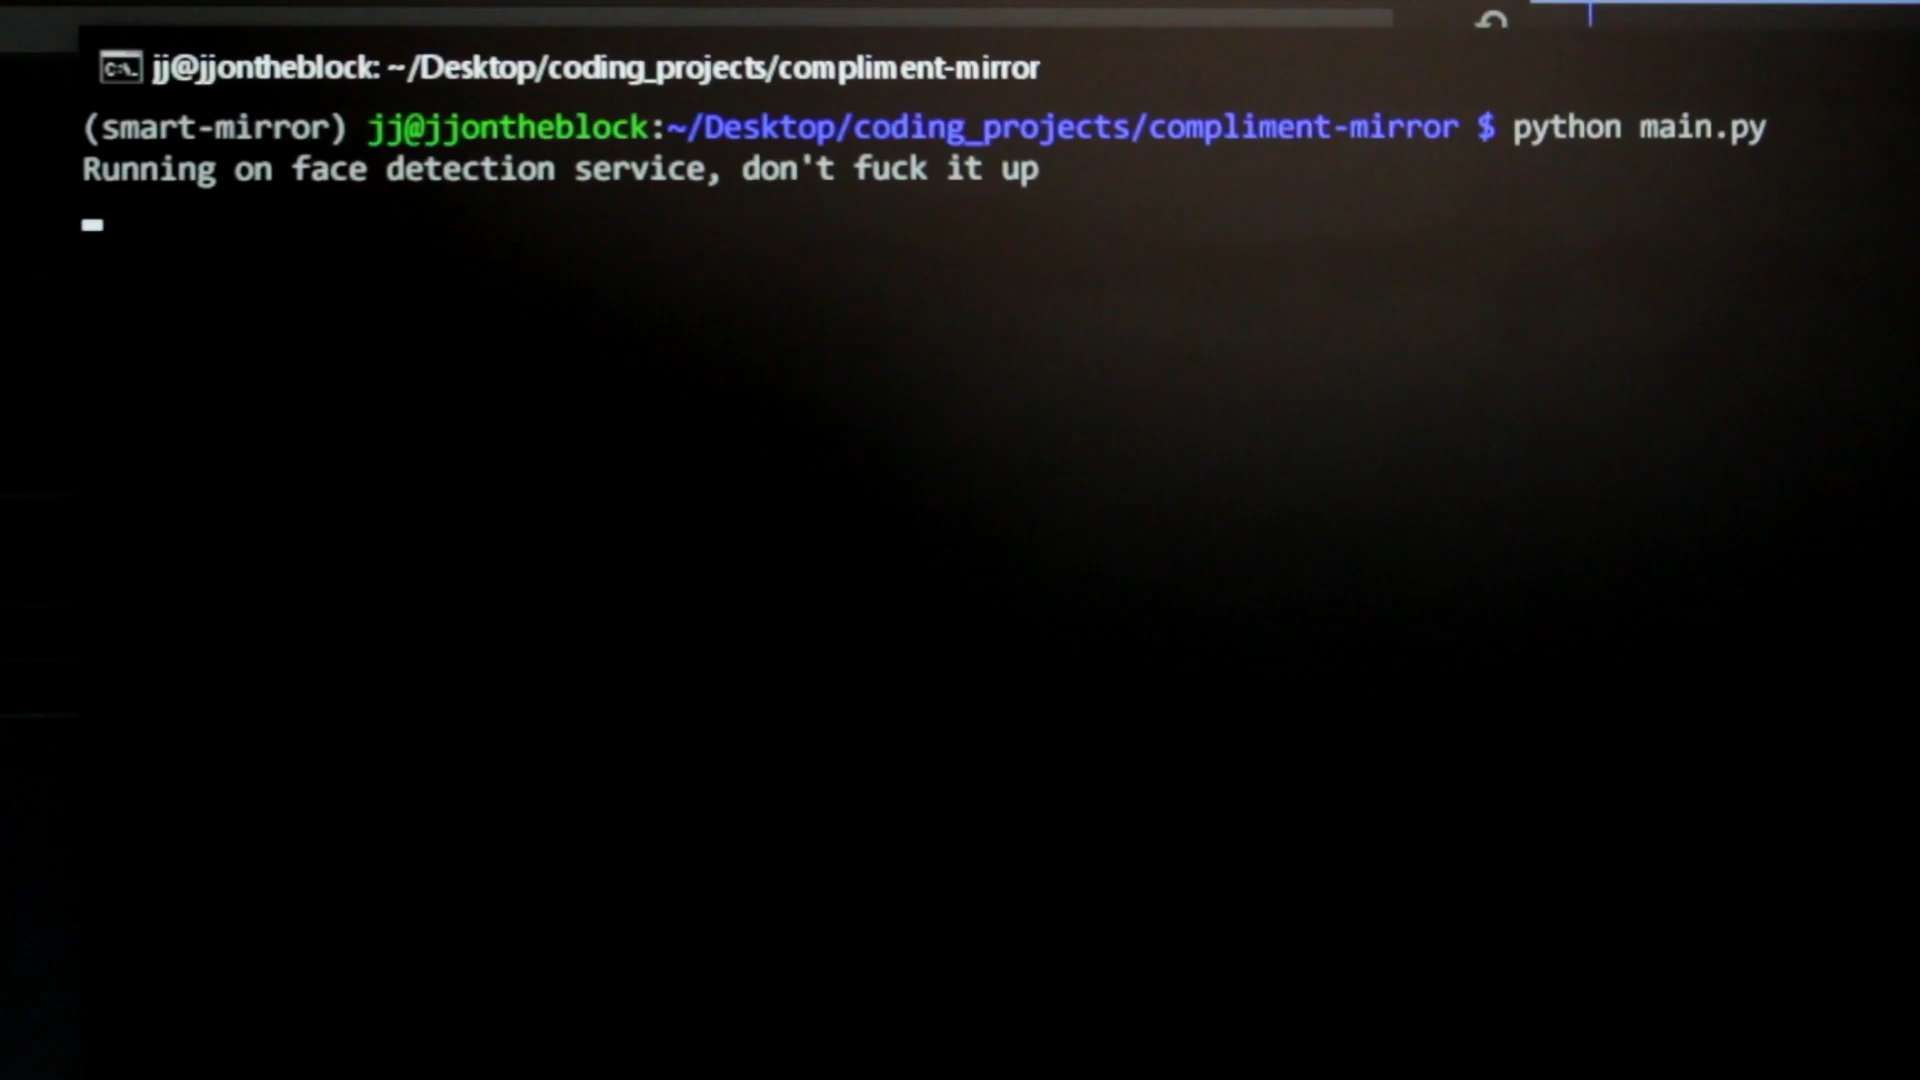 C:\_ jj@jjontheblock: ~/Desktop/coding_projects/compliment-mirror
(smart-mirror) jj@jjontheblock:~/Desktop/coding_projects/compliment-mirror $ python main.py
Running on face detection service, don't fuck it up